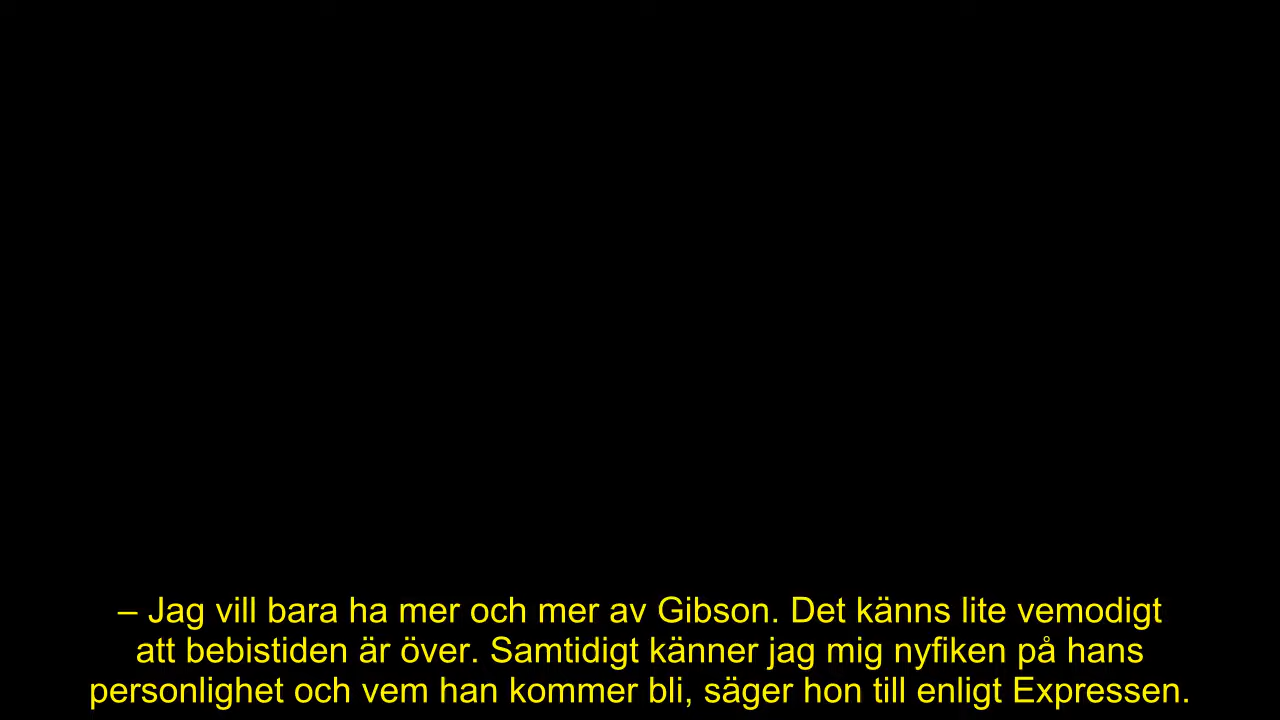 – Jag vill bara ha mer och mer av Gibson. Det känns lite vemodigt
att bebistiden är över. Samtidigt känner jag mig nyfiken på hans
personlighet och vem han kommer bli, säger hon till enligt Expressen.